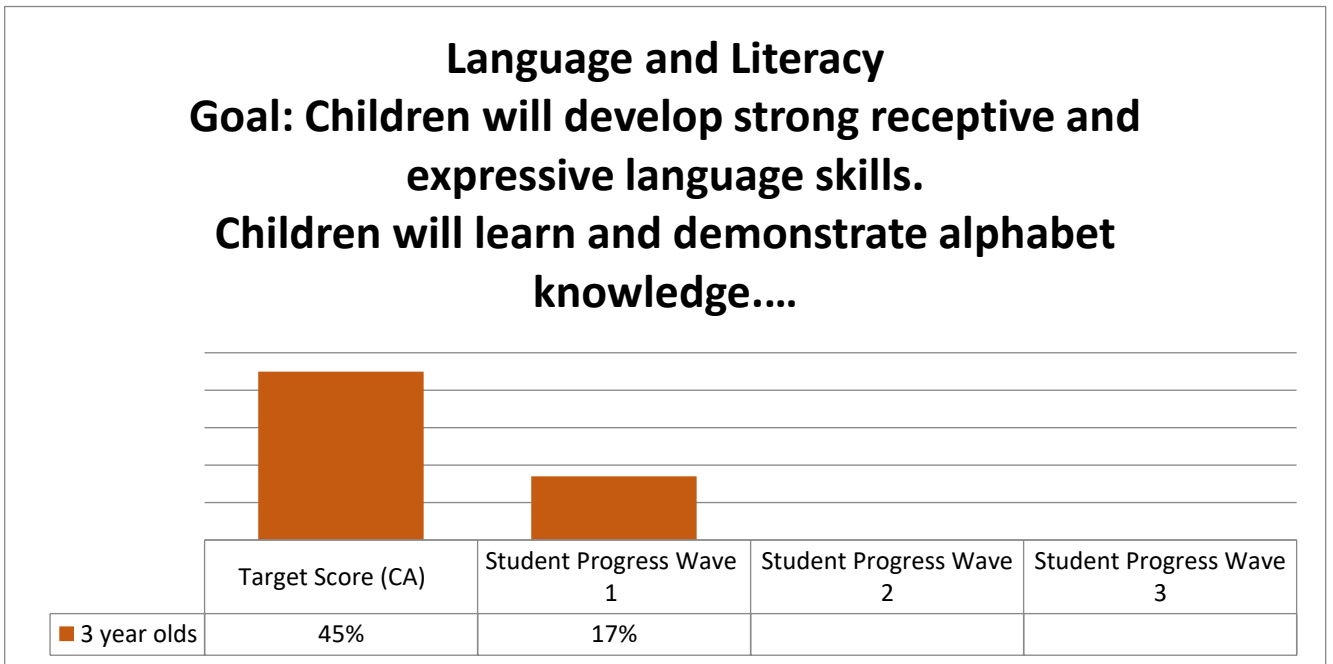 Language and Literacy
Goal: Children will develop strong receptive and
expressive language skills.
Children will learn and demonstrate alphabet
knowledge....
Target Score (CA)
Student Progress Wave
1
Student Progress Wave
2
Student Progress Wave
3
3 year olds
45%
17%